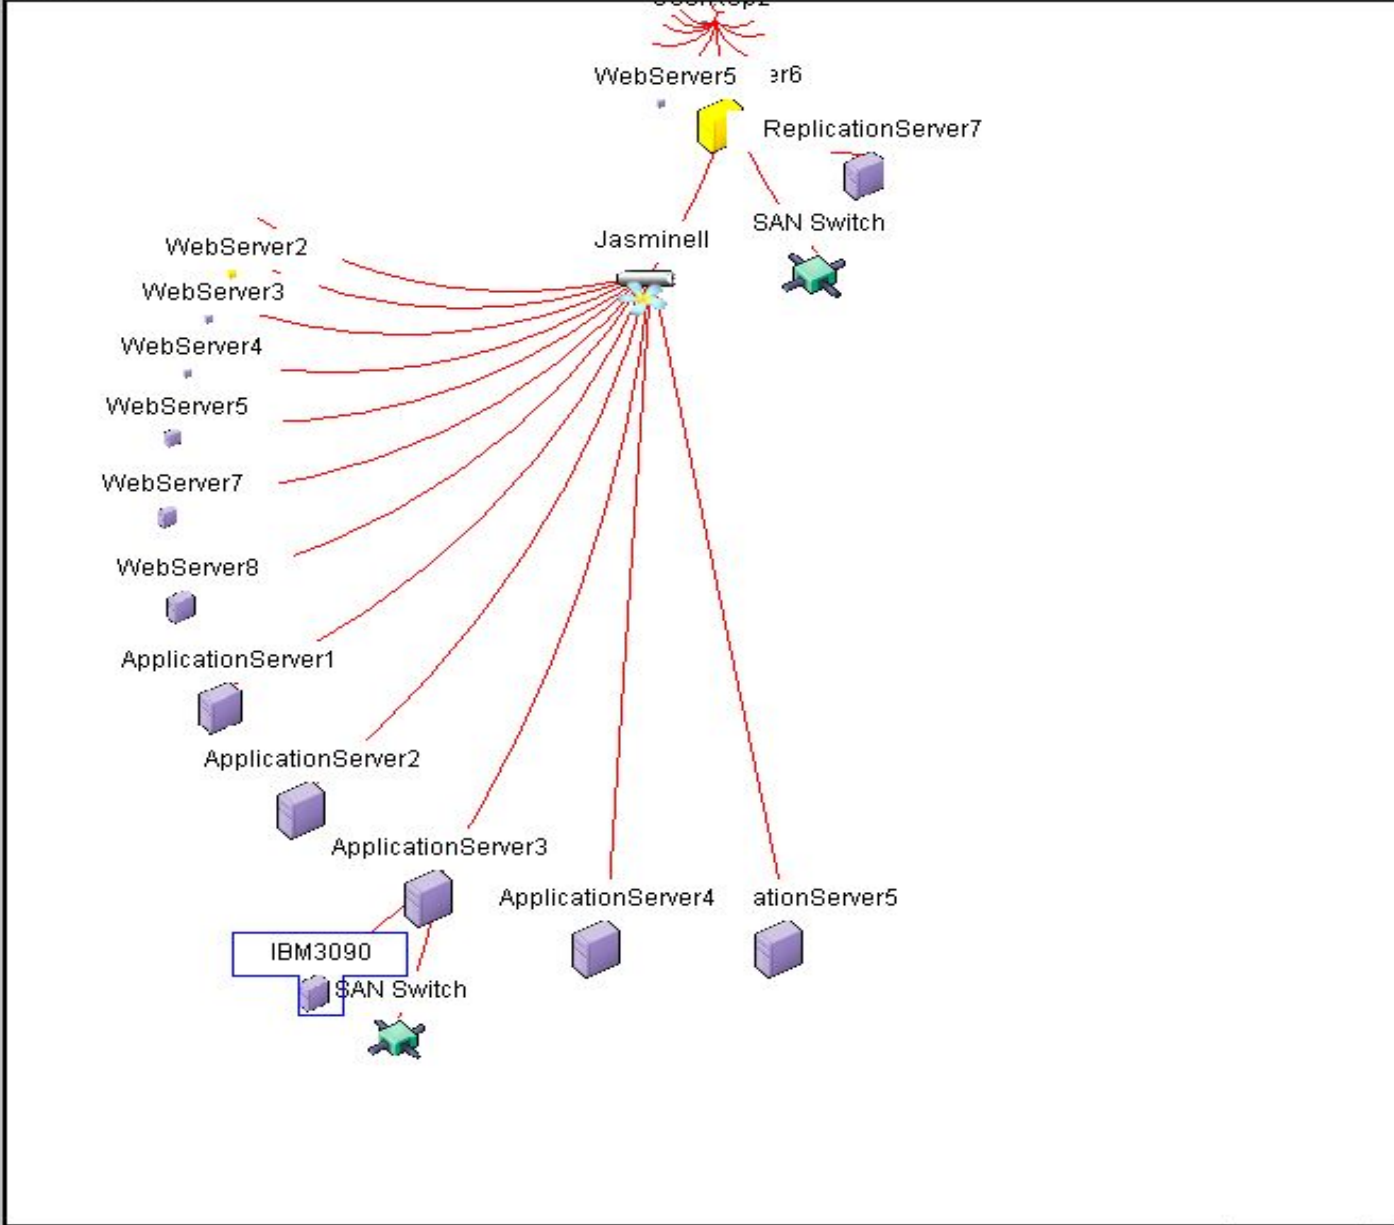 WebServer5
er6
ReplicationServer7
SAN Switch
JasmineII
WebServer2
WebServer3
WebServer4
WebServer5
WebServer7
WebServer8
ApplicationServer1
ApplicationServer2
ApplicationServer3
ApplicationServer4
ationServer5
IBM3090
SAN Switch